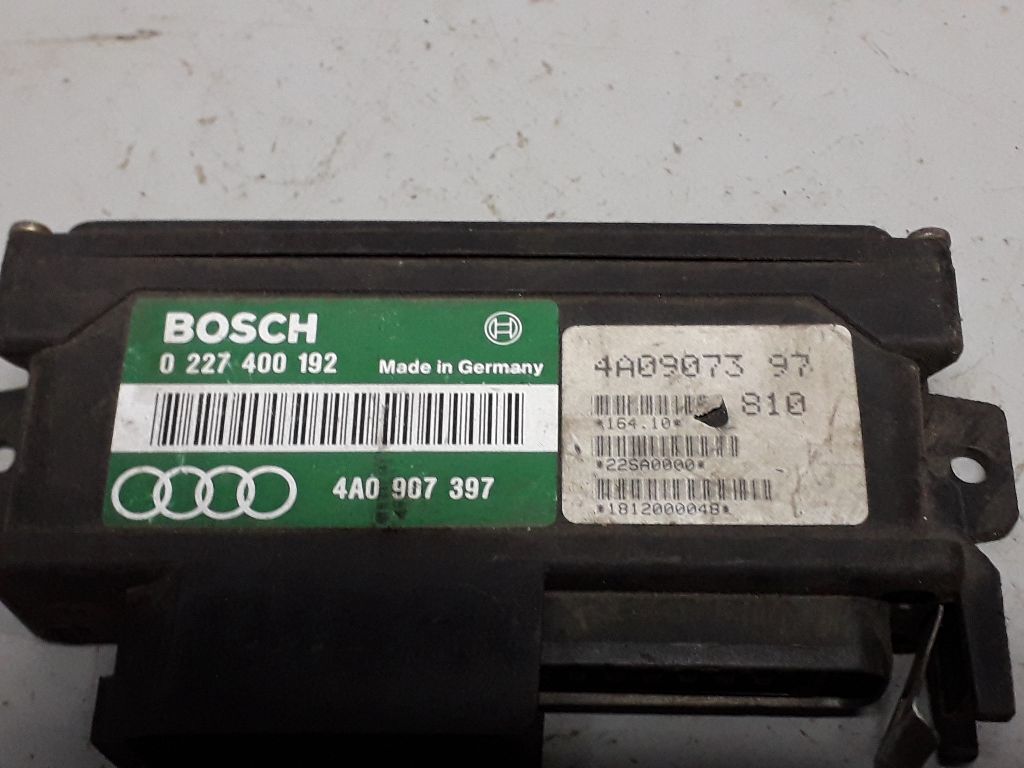 BOSCH
0 227 400 192
Made in Germany
4A0 907 397
4A09073 97
810
*164.10*
*22SA0000*
*1812000048*